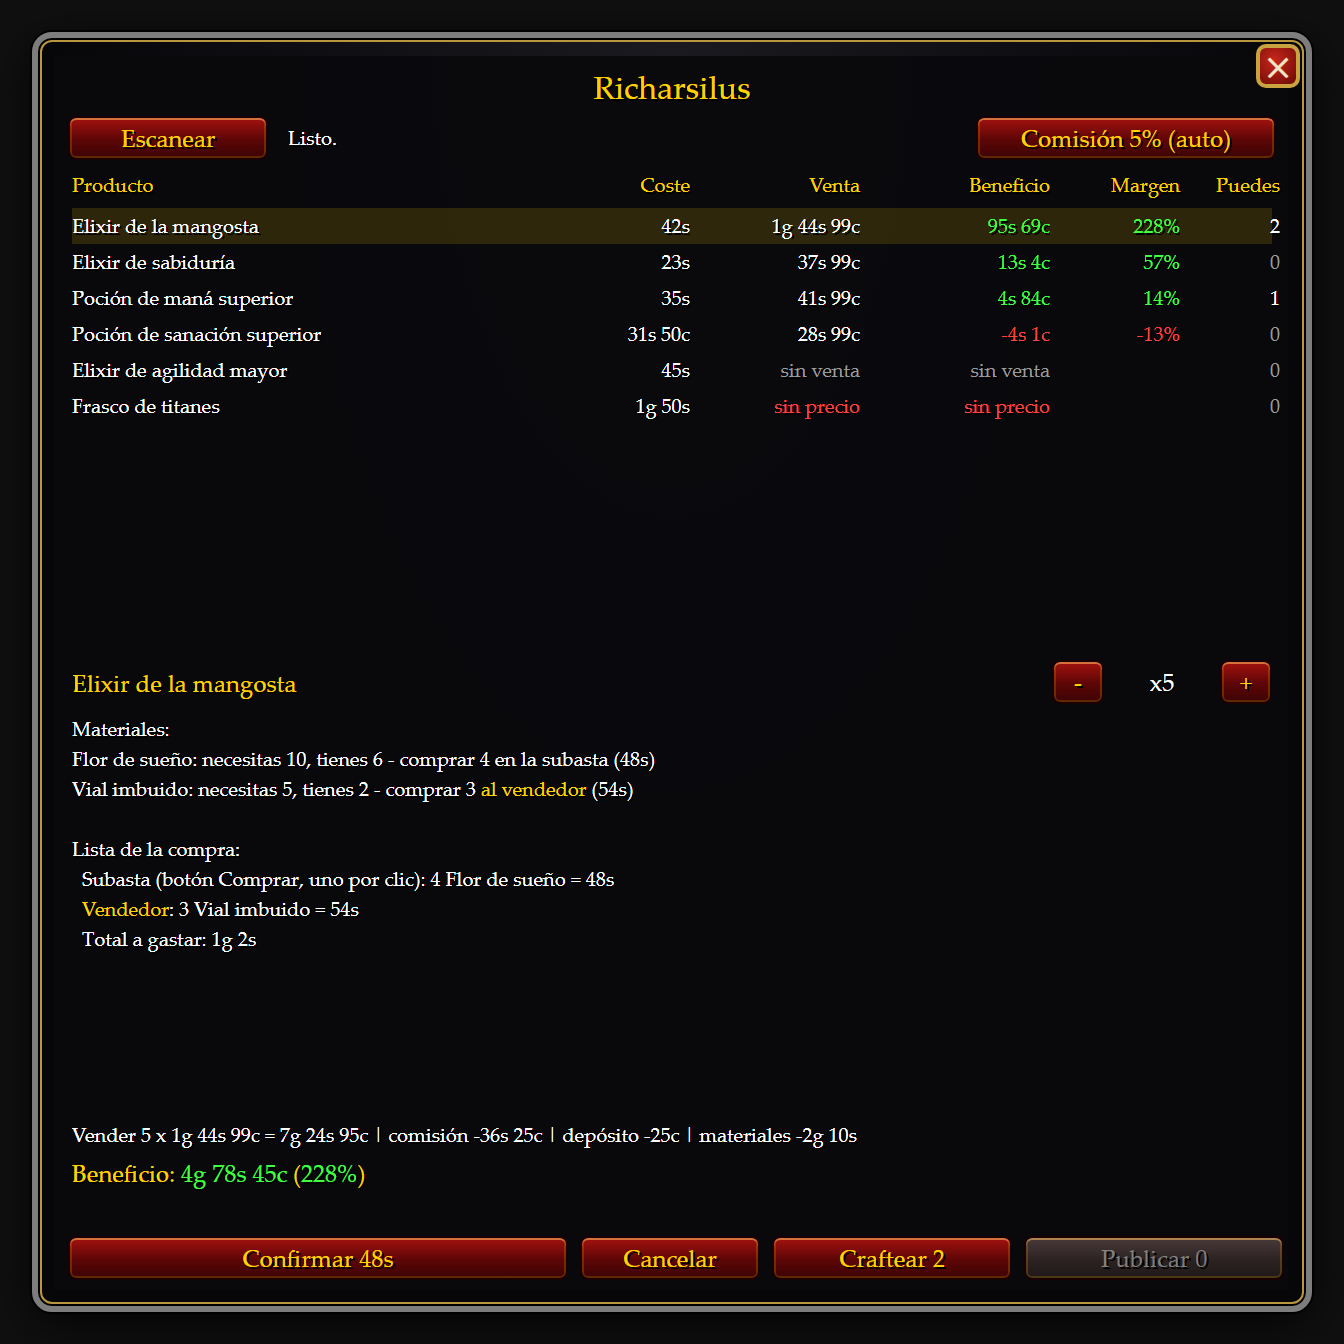 Richarsilus
Escanear Listo. Comisión 5% (auto)
Producto Coste Venta Beneficio Margen Puedes
Elixir de la mangosta 42s 1g 44s 99c 95s 69c 228% 2
Elixir de sabiduría 23s 37s 99c 13s 4c 57% 0
Poción de maná superior 35s 41s 99c 4s 84c 14% 1
Poción de sanación superior 31s 50c 28s 99c -4s 1c -13% 0
Elixir de agilidad mayor 45s sin venta sin venta 0
Frasco de titanes 1g 50s sin precio sin precio 0
Elixir de la mangosta - x5 +
Materiales:
Flor de sueño: necesitas 10, tienes 6 - comprar 4 en la subasta (48s)
Vial imbuido: necesitas 5, tienes 2 - comprar 3 al vendedor (54s)
Lista de la compra:
Subasta (botón Comprar, uno por clic): 4 Flor de sueño = 48s
Vendedor: 3 Vial imbuido = 54s
Total a gastar: 1g 2s
Vender 5 x 1g 44s 99c = 7g 24s 95c | comisión -36s 25c | depósito -25c | materiales -2g 10s
Beneficio: 4g 78s 45c (228%)
Confirmar 48s Cancelar Craftear 2 Publicar 0